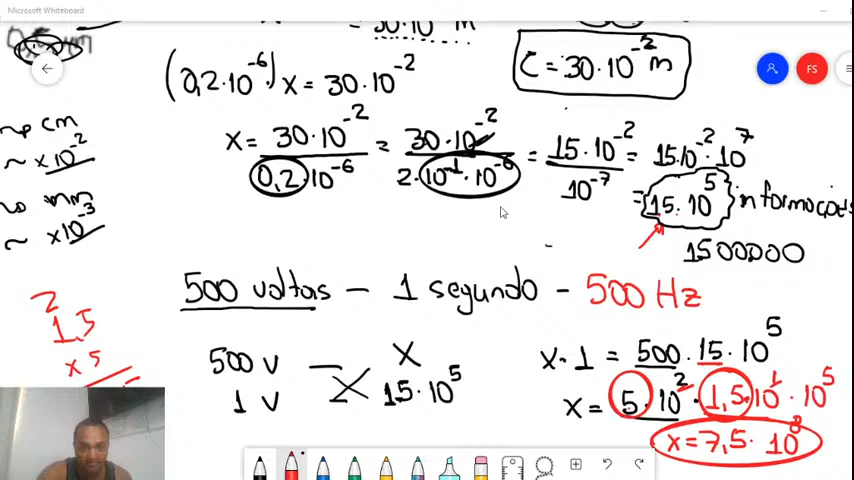 Microsoft Whiteboard
30·10 m
(0,2·10⁻⁶)·x = 30·10⁻²
C = 30·10⁻² m
FS
cm
~ x10⁻²
mm
~ x10⁻³
x = 30·10⁻² / 0,2·10⁻⁶ = 30·10⁻² / 2·10⁻¹·10⁻⁶ = 15·10⁻² / 10⁻⁷ = 15·10⁻²·10⁷
= 15·10⁵ informações
1500000
500 voltas – 1 segundo – 500 Hz
2
1,5
x 5
500 v — x
1 v 15·10⁵
x·1 = 500·15·10⁵
x = 5·10²·1,5·10¹·10⁵
x = 7,5·10⁸